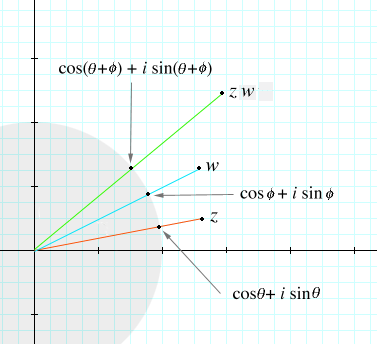 cos(θ+ϕ) + i sin(θ+ϕ)
z w
w
cos ϕ + i sin ϕ
z
cosθ+ i sinθ